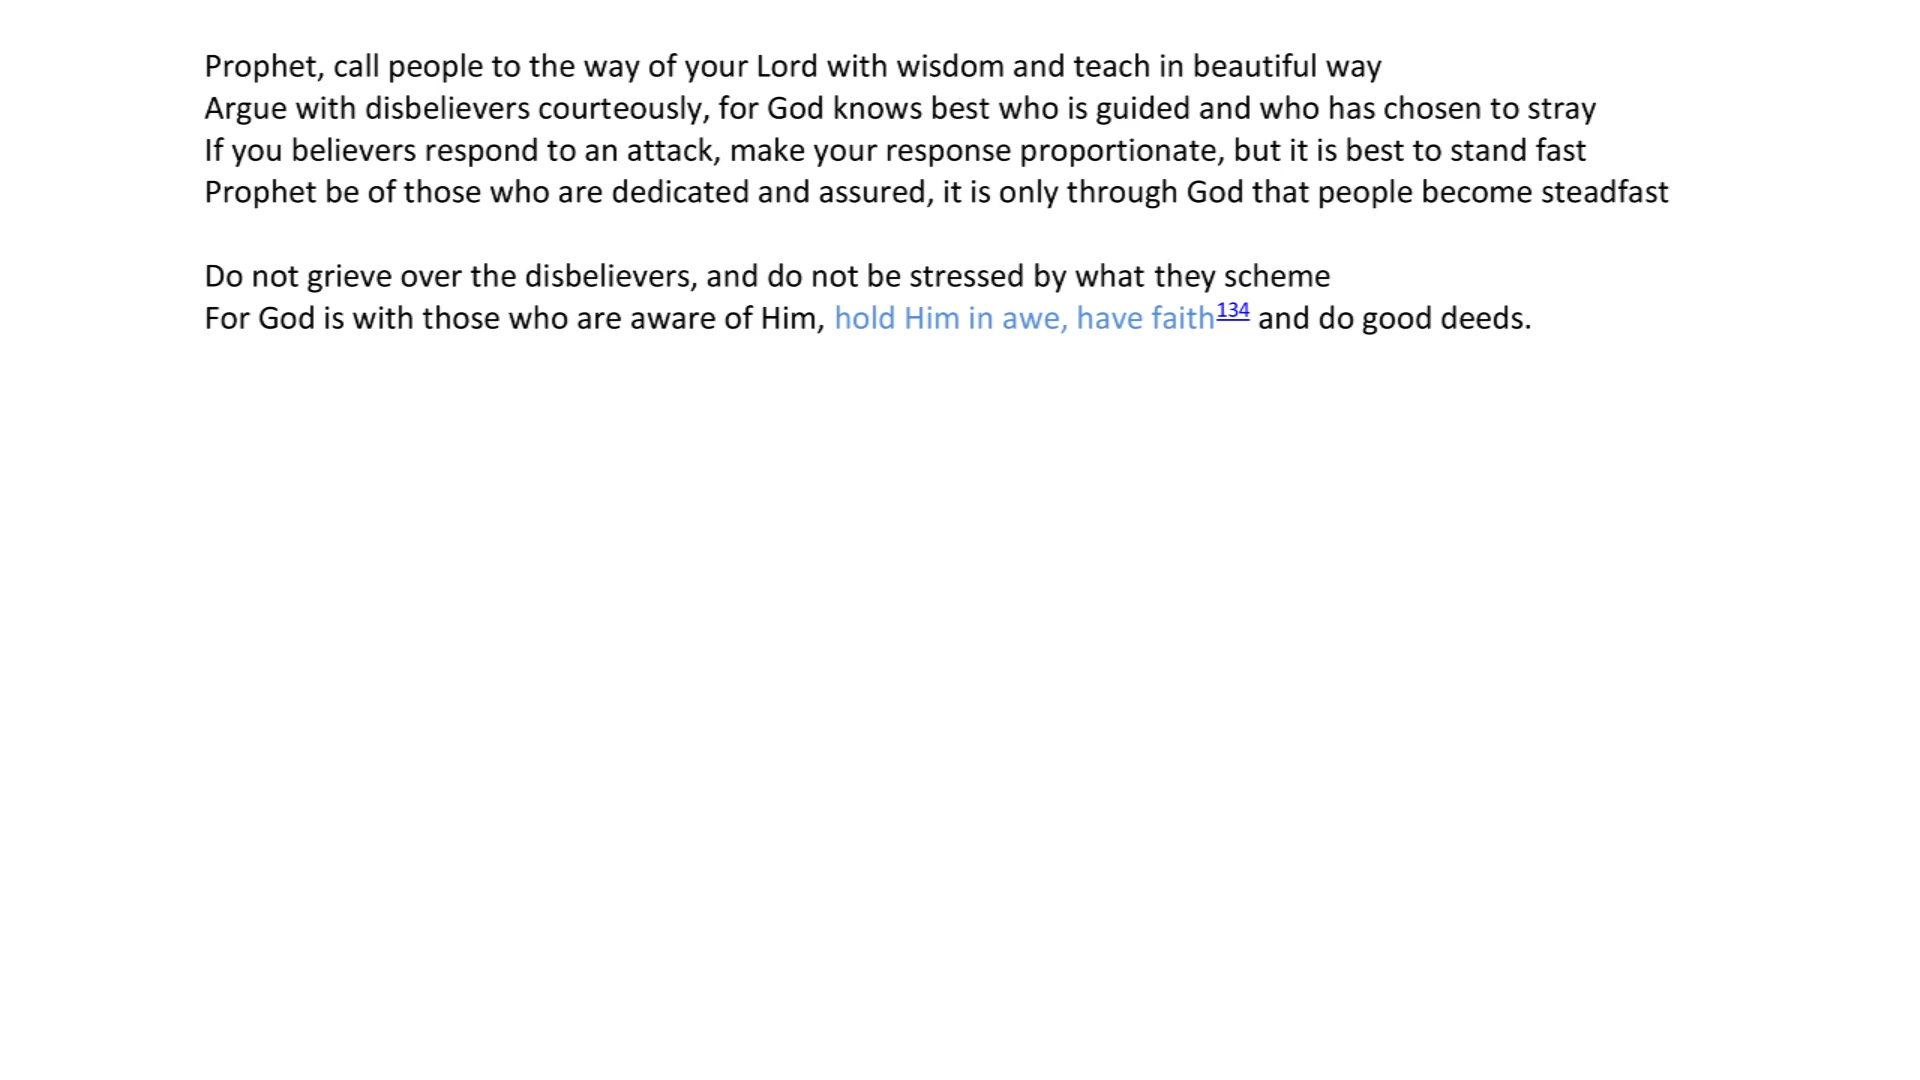 Prophet, call people to the way of your Lord with wisdom and teach in beautiful way
Argue with disbelievers courteously, for God knows best who is guided and who has chosen to stray
If you believers respond to an attack, make your response proportionate, but it is best to stand fast
Prophet be of those who are dedicated and assured, it is only through God that people become steadfast
Do not grieve over the disbelievers, and do not be stressed by what they scheme
For God is with those who are aware of Him, hold Him in awe, have faith134 and do good deeds.